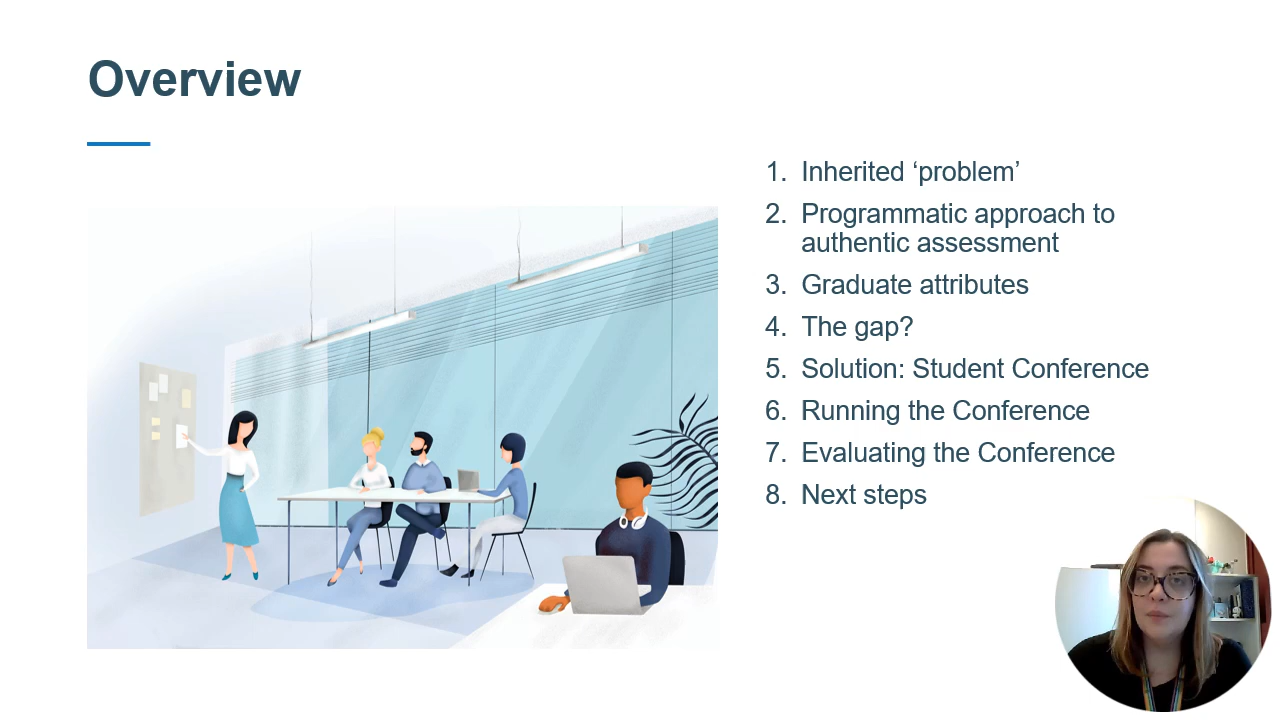 Overview
1. Inherited ‘problem’
2. Programmatic approach to
authentic assessment
3. Graduate attributes
4. The gap?
5. Solution: Student Conference
6. Running the Conference
7. Evaluating the Conference
8. Next steps